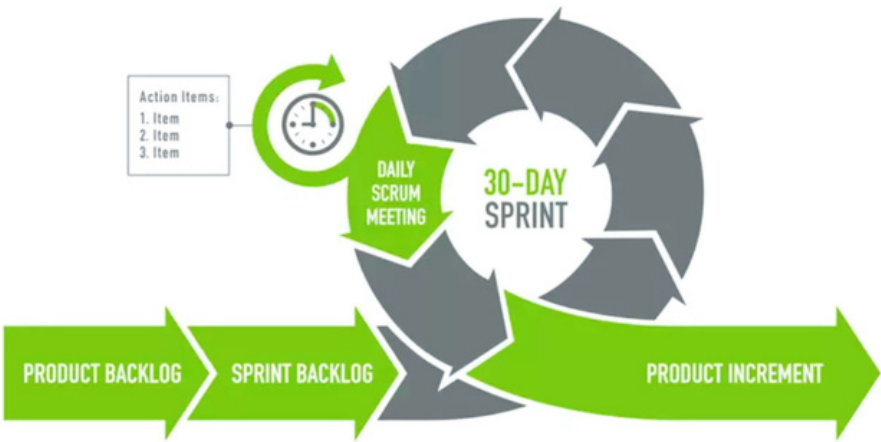 Action Items:
1. Item
2. Item
3. Item
DAILY
SCRUM
MEETING
30-DAY
SPRINT
PRODUCT BACKLOG
SPRINT BACKLOG
PRODUCT INCREMENT